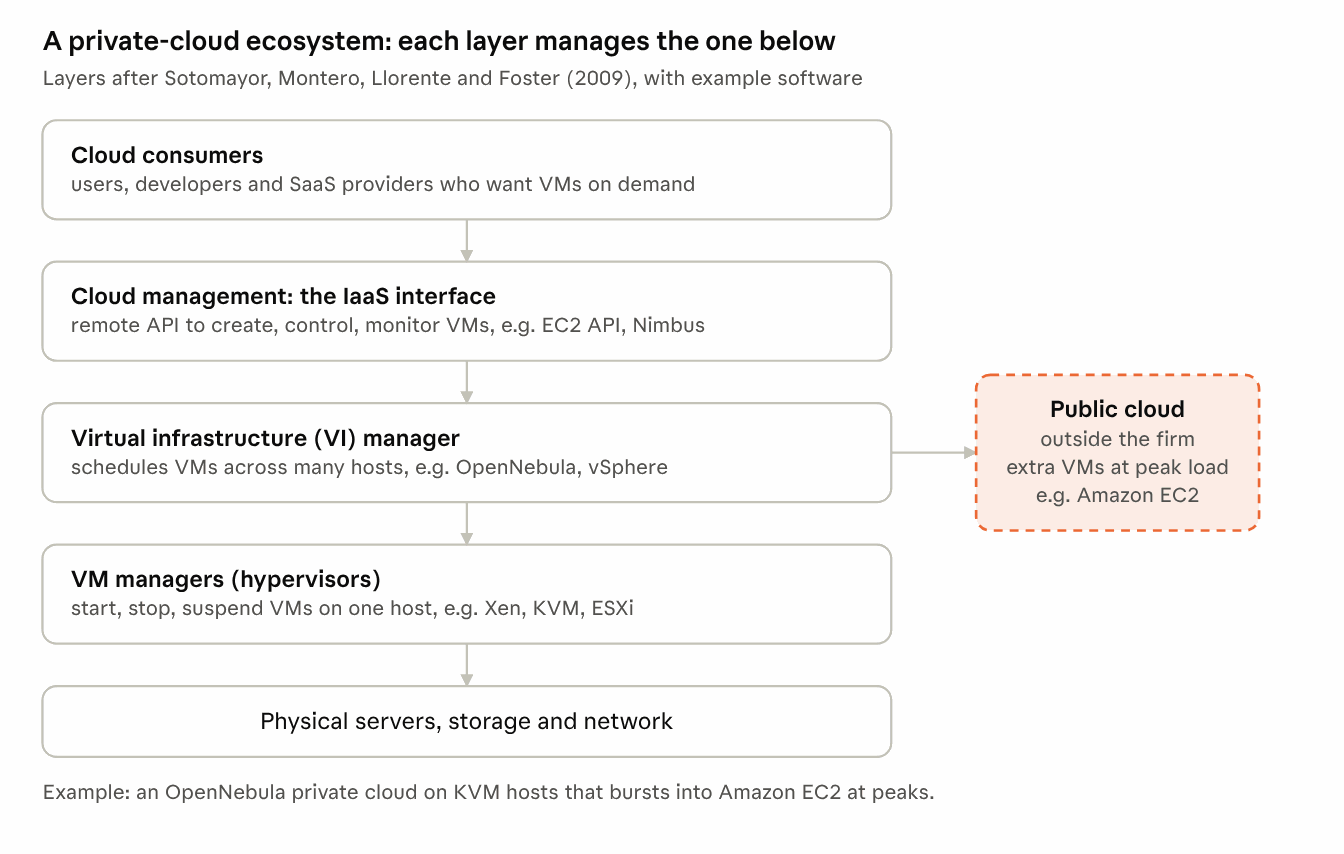 A private-cloud ecosystem: each layer manages the one below
Layers after Sotomayor, Montero, Llorente and Foster (2009), with example software
Cloud consumers
users, developers and SaaS providers who want VMs on demand
Cloud management: the IaaS interface
remote API to create, control, monitor VMs, e.g. EC2 API, Nimbus
Virtual infrastructure (VI) manager
schedules VMs across many hosts, e.g. OpenNebula, vSphere
Public cloud
outside the firm
extra VMs at peak load
e.g. Amazon EC2
VM managers (hypervisors)
start, stop, suspend VMs on one host, e.g. Xen, KVM, ESXi
Physical servers, storage and network
Example: an OpenNebula private cloud on KVM hosts that bursts into Amazon EC2 at peaks.